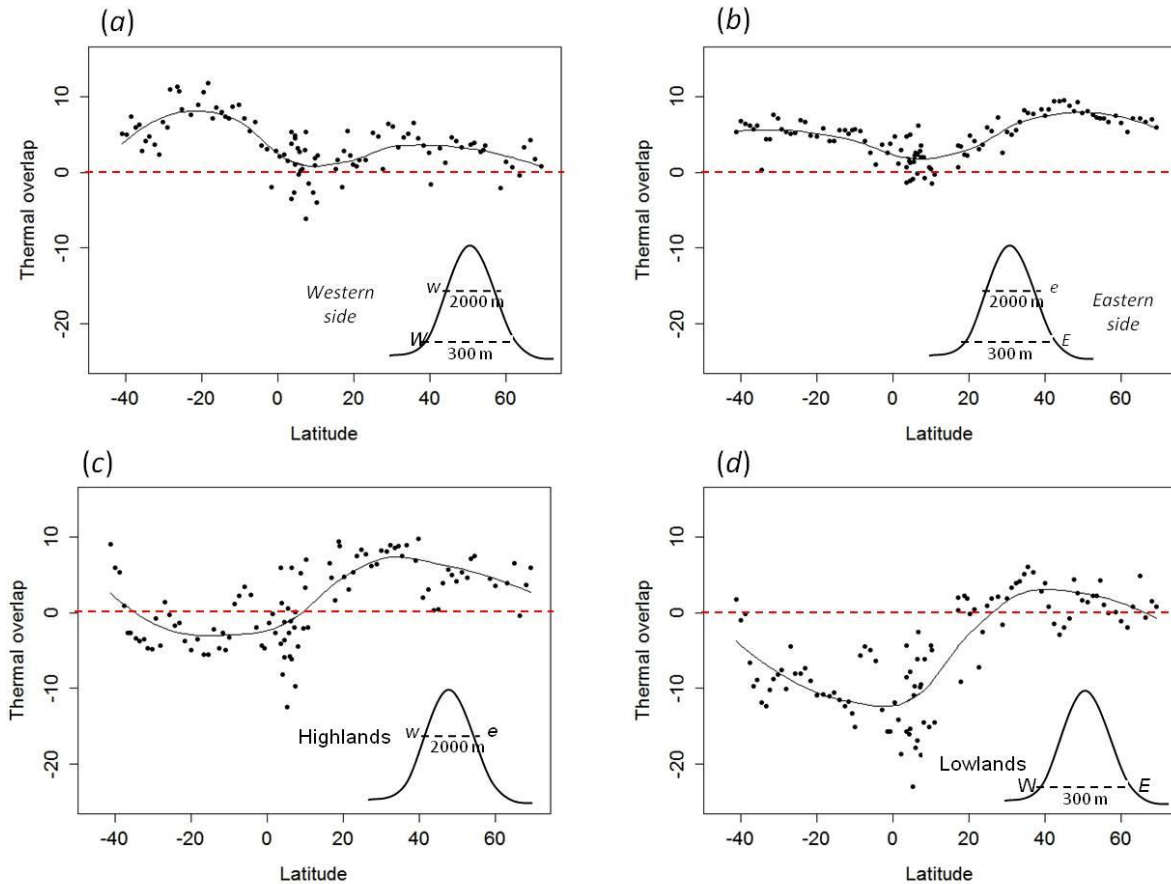 (a)
10
0
-10
-20
Thermal overlap
Western
side
w
2000 m
W
300 m
-40 -20 0 20 40 60
Latitude
(b)
10
0
-10
-20
Thermal overlap
e
2000 m
Eastern
side
E
300 m
-40 -20 0 20 40 60
Latitude
(c)
10
0
-10
-20
Thermal overlap
Highlands w e
2000 m
-40 -20 0 20 40 60
Latitude
(d)
10
0
-10
-20
Thermal overlap
Lowlands
W E
300 m
-40 -20 0 20 40 60
Latitude